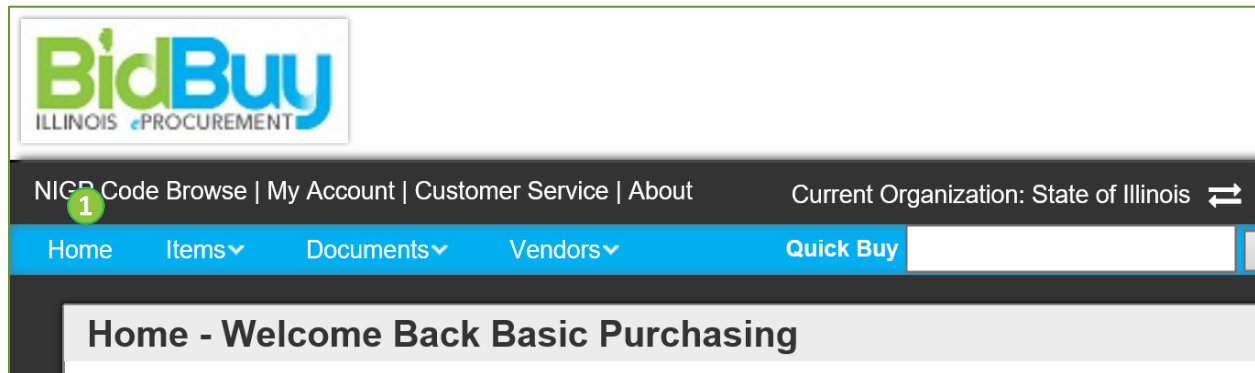 BidBuy
ILLINOIS ePROCUREMENT
NIGP Code Browse | My Account | Customer Service | About Current Organization: State of Illinois
1
Home Items Documents Vendors Quick Buy
Home - Welcome Back Basic Purchasing